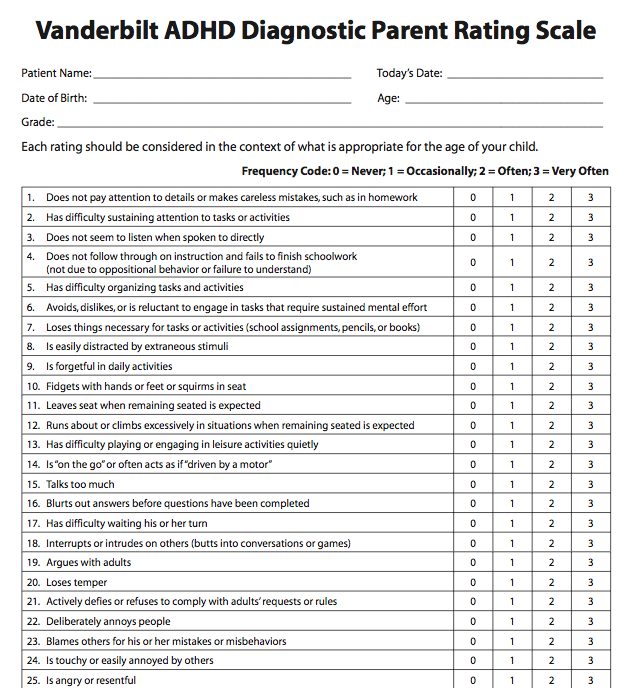 Vanderbilt ADHD Diagnostic Parent Rating Scale
Patient Name: Today's Date:
Date of Birth: Age:
Grade:
Each rating should be considered in the context of what is appropriate for the age of your child.
Frequency Code: 0 = Never; 1 = Occasionally; 2 = Often; 3 = Very Often
1. Does not pay attention to details or makes careless mistakes, such as in homework 0 1 2 3
2. Has difficulty sustaining attention to tasks or activities 0 1 2 3
3. Does not seem to listen when spoken to directly 0 1 2 3
4. Does not follow through on instruction and fails to finish schoolwork
(not due to oppositional behavior or failure to understand) 0 1 2 3
5. Has difficulty organizing tasks and activities 0 1 2 3
6. Avoids, dislikes, or is reluctant to engage in tasks that require sustained mental effort 0 1 2 3
7. Loses things necessary for tasks or activities (school assignments, pencils, or books) 0 1 2 3
8. Is easily distracted by extraneous stimuli 0 1 2 3
9. Is forgetful in daily activities 0 1 2 3
10. Fidgets with hands or feet or squirms in seat 0 1 2 3
11. Leaves seat when remaining seated is expected 0 1 2 3
12. Runs about or climbs excessively in situations when remaining seated is expected 0 1 2 3
13. Has difficulty playing or engaging in leisure activities quietly 0 1 2 3
14. Is "on the go" or often acts as if "driven by a motor" 0 1 2 3
15. Talks too much 0 1 2 3
16. Blurts out answers before questions have been completed 0 1 2 3
17. Has difficulty waiting his or her turn 0 1 2 3
18. Interrupts or intrudes on others (butts into conversations or games) 0 1 2 3
19. Argues with adults 0 1 2 3
20. Loses temper 0 1 2 3
21. Actively defies or refuses to comply with adults' requests or rules 0 1 2 3
22. Deliberately annoys people 0 1 2 3
23. Blames others for his or her mistakes or misbehaviors 0 1 2 3
24. Is touchy or easily annoyed by others 0 1 2 3
25. Is angry or resentful 0 1 2 3